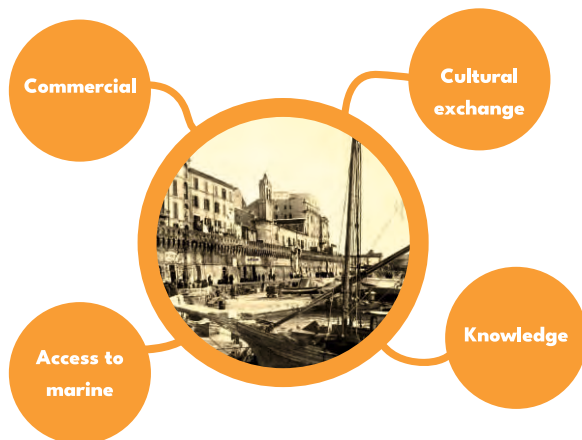 Commercial
Cultural
exchange
Access to
marine
Knowledge